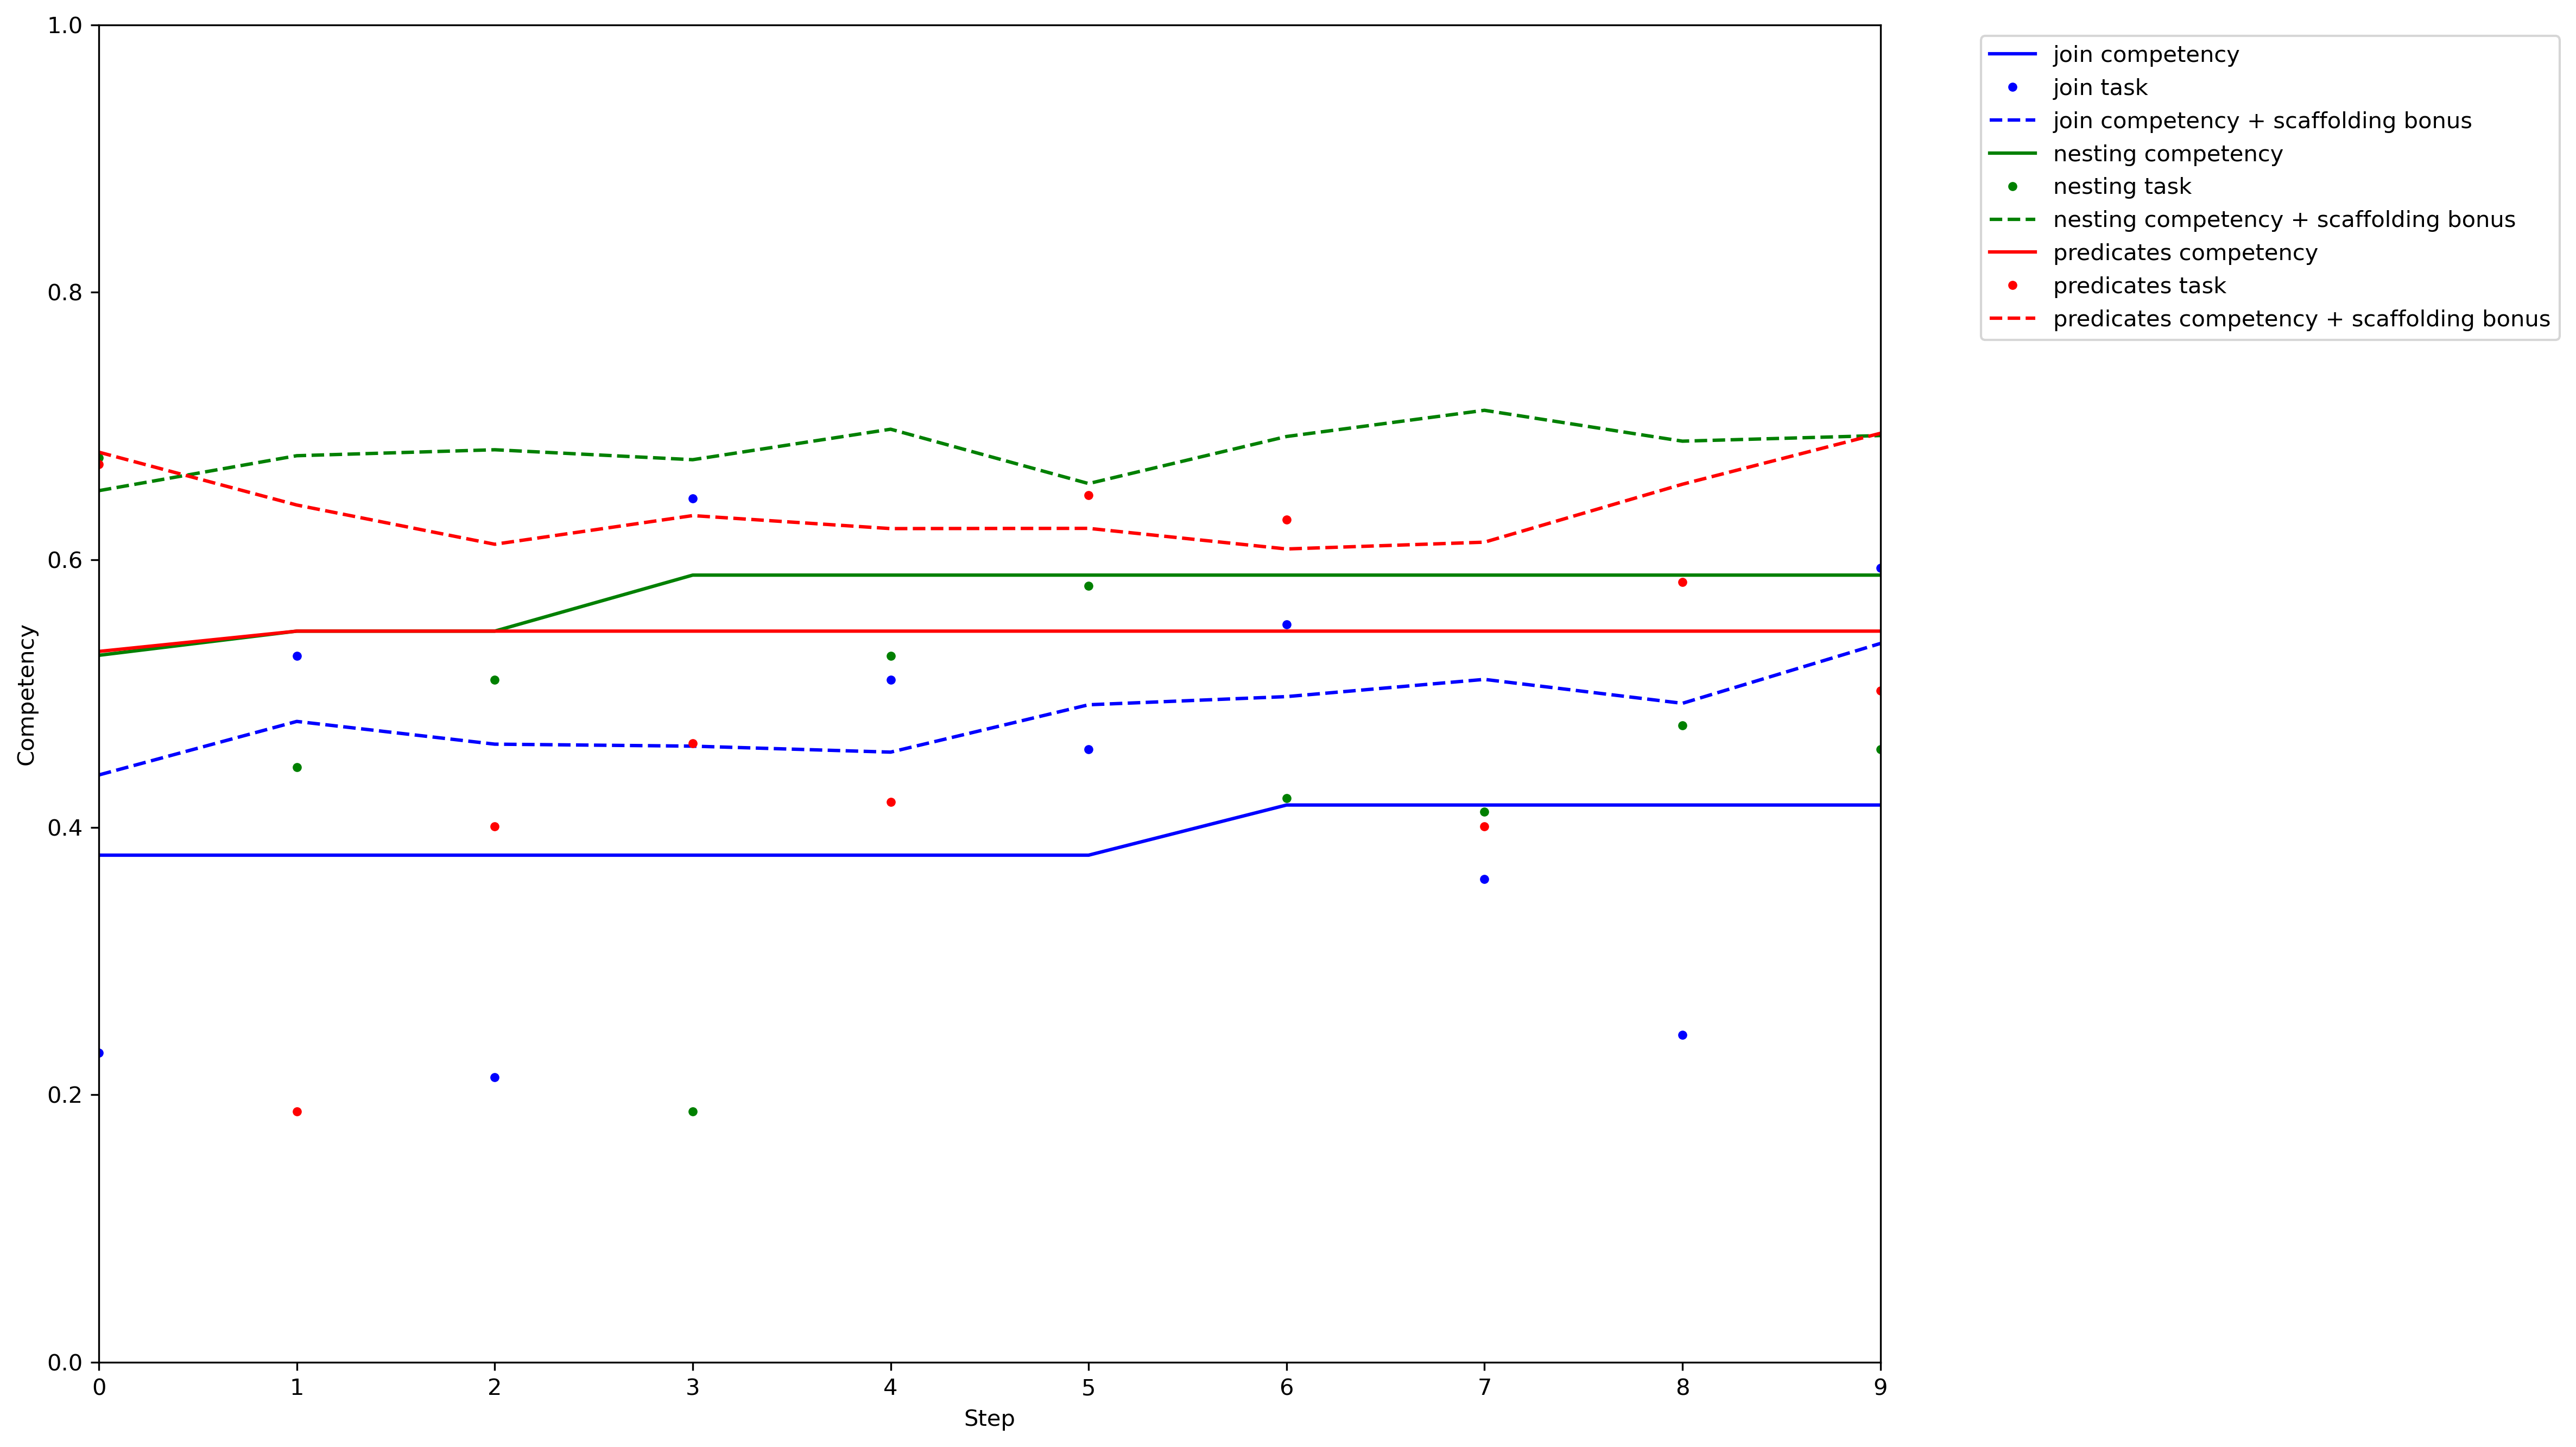 1.0
0.8
0.6
0.4
0.2
0.0
Competency
0 1 2 3 4 5 6 7 8 9
Step
join competency
join task
join competency + scaffolding bonus
nesting competency
nesting task
nesting competency + scaffolding bonus
predicates competency
predicates task
predicates competency + scaffolding bonus